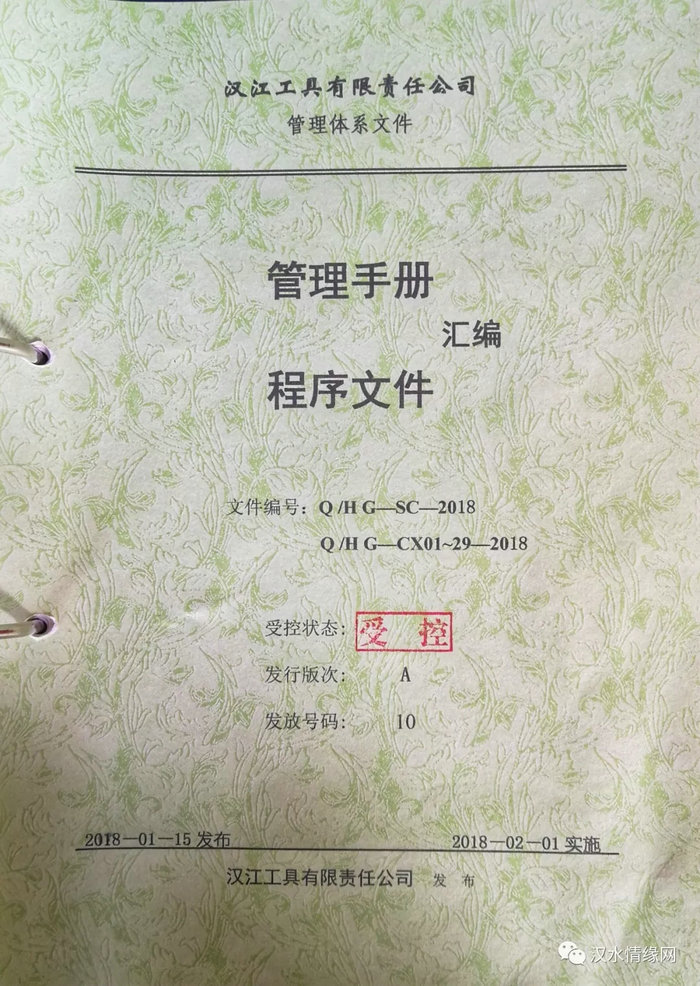 汉江工具有限责任公司
管理体系文件
管理手册
汇编
程序文件
文件编号：Q /H G—SC—2018
Q /H G—CX01~29—2018
受控状态: 受 控
发行版次: A
发放号码: 10
2018—01—15 发布 2018—02—01 实施
汉江工具有限责任公司 发 布
汉水情缘网